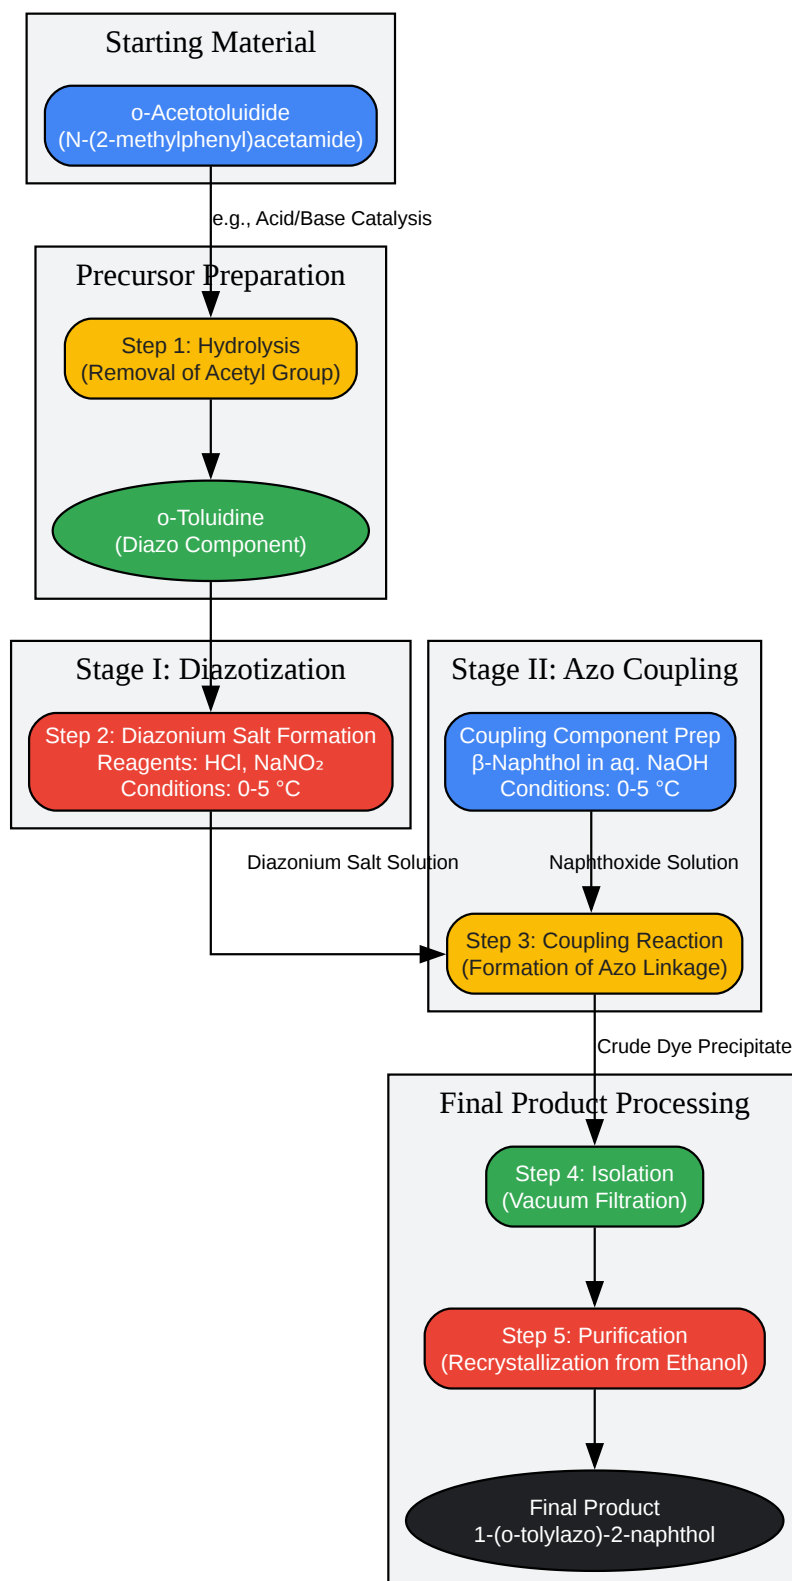 Starting Material
o-Acetotoluidide
(N-(2-methylphenyl)acetamide)
e.g., Acid/Base Catalysis
Precursor Preparation
Step 1: Hydrolysis
(Removal of Acetyl Group)
o-Toluidine
(Diazo Component)
Stage I: Diazotization
Step 2: Diazonium Salt Formation
Reagents: HCl, NaNO₂
Conditions: 0-5 °C
Diazonium Salt Solution
Stage II: Azo Coupling
Coupling Component Prep
β-Naphthol in aq. NaOH
Conditions: 0-5 °C
Naphthoxide Solution
Step 3: Coupling Reaction
(Formation of Azo Linkage)
Crude Dye Precipitate
Final Product Processing
Step 4: Isolation
(Vacuum Filtration)
Step 5: Purification
(Recrystallization from Ethanol)
Final Product
1-(o-tolylazo)-2-naphthol